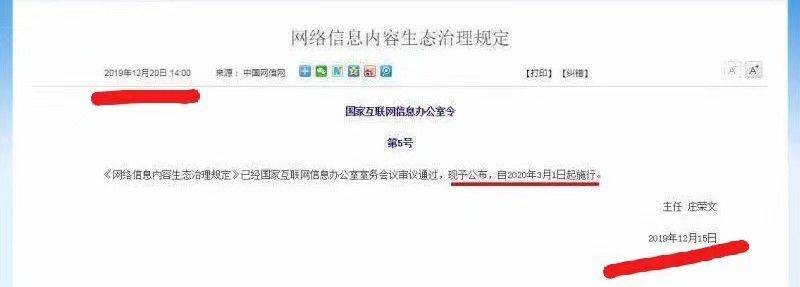 网络信息内容生态治理规定
2019年12月20日 14:00 来源： 中国网信网 【打印】【纠错】
国家互联网信息办公室令
第5号
《网络信息内容生态治理规定》已经国家互联网信息办公室室务会议审议通过，现予公布，自2020年3月1日起施行。
主任 庄荣文
2019年12月15日